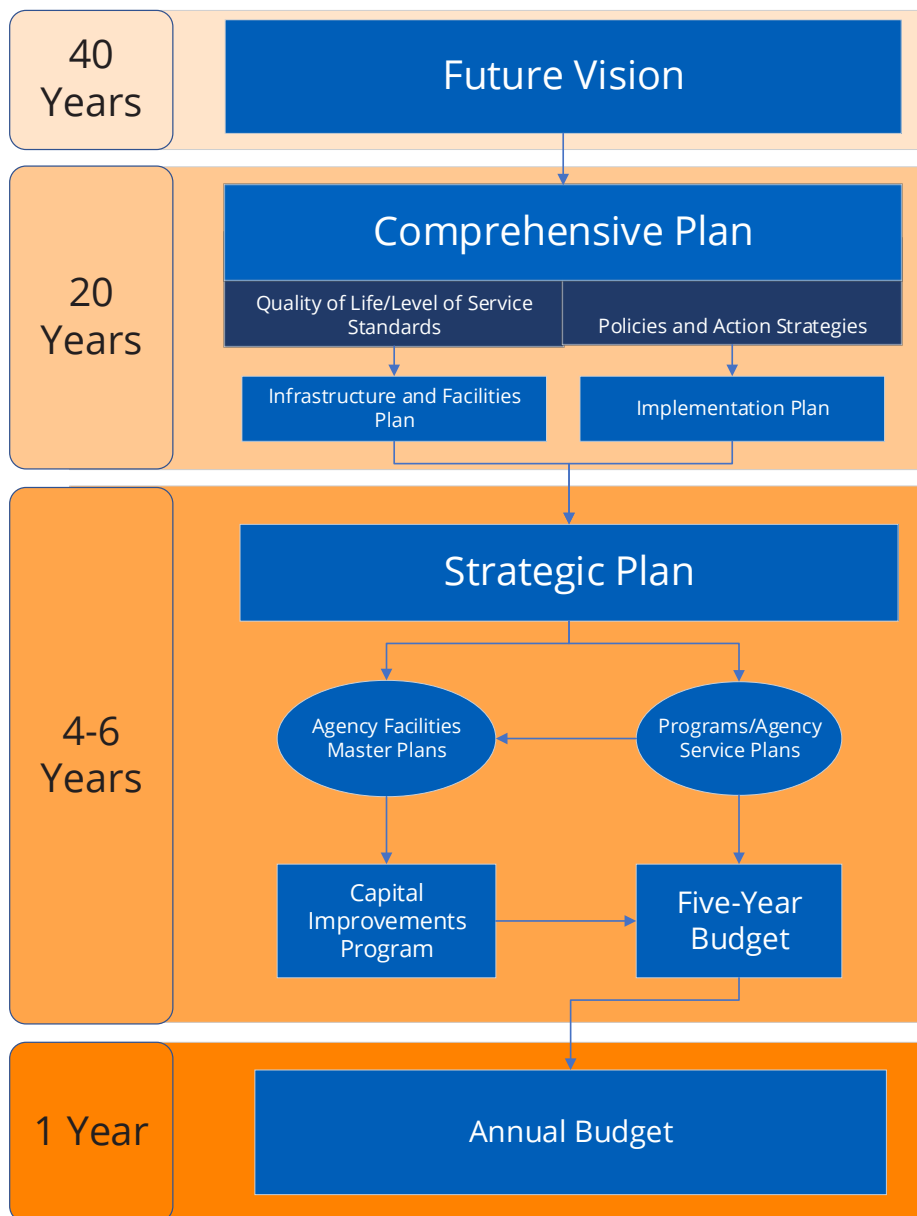 40
Years
Future Vision
20
Years
Comprehensive Plan
Quality of Life/Level of Service
Standards
Policies and Action Strategies
Infrastructure and Facilities
Plan
Implementation Plan
4-6
Years
Strategic Plan
Agency Facilities
Master Plans
Programs/Agency
Service Plans
Capital
Improvements
Program
Five-Year
Budget
1 Year
Annual Budget